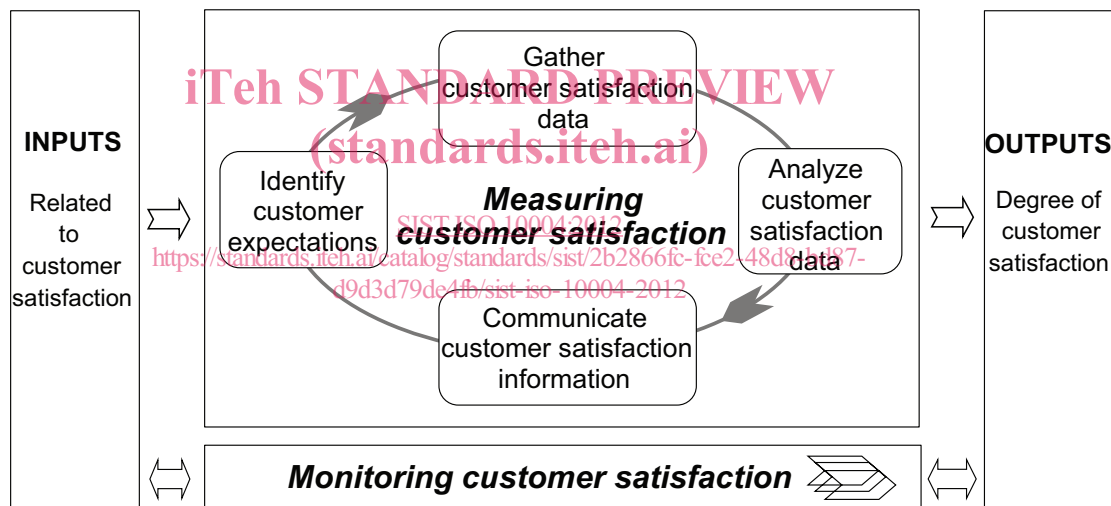 INPUTS
Related
to
customer
satisfaction
Gather
customer satisfaction
data
Identify
customer
expectations
Measuring
customer satisfaction
Analyze
customer
satisfaction
data
Communicate
customer satisfaction
information
OUTPUTS
Degree of
customer
satisfaction
Monitoring customer satisfaction
iTeh STANDARD PREVIEW
(standards.iteh.ai)
SIST ISO 10004:2012
https://standards.iteh.ai/catalog/standards/sist/2b2866fc-fce2-48d8-bd87-
d9d3d79de4fb/sist-iso-10004-2012